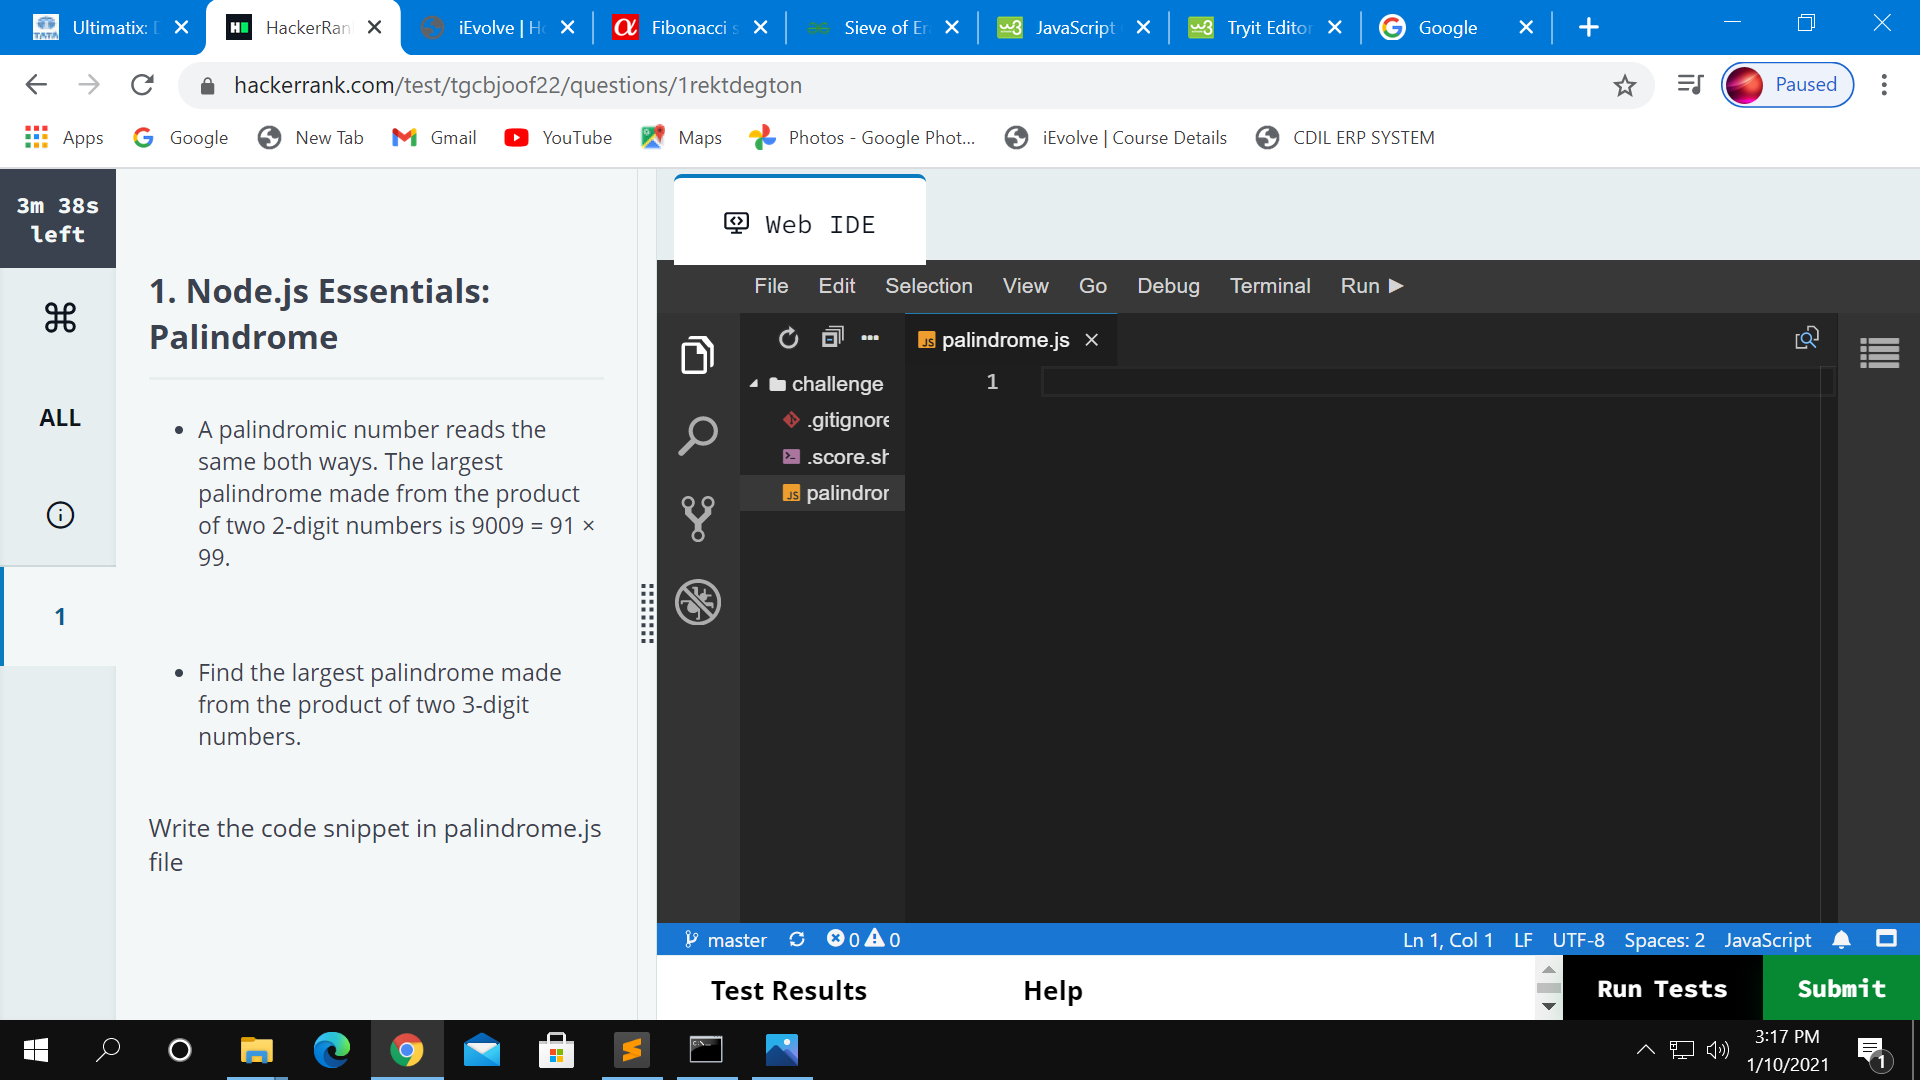 Ultimatix: D
HackerRan
iEvolve | Ho
Fibonacci s
Sieve of Era
JavaScript
Tryit Editor
Google
hackerrank.com/test/tgcbjoof22/questions/1rektdegton
Paused
Apps
Google
New Tab
Gmail
YouTube
Maps
Photos - Google Phot...
iEvolve | Course Details
CDIL ERP SYSTEM
3m 38s
left
ALL
1
1. Node.js Essentials:
Palindrome
• A palindromic number reads the
same both ways. The largest
palindrome made from the product
of two 2-digit numbers is 9009 = 91 ×
99.
• Find the largest palindrome made
from the product of two 3-digit
numbers.
Write the code snippet in palindrome.js
file
Web IDE
File Edit Selection View Go Debug Terminal Run
palindrome.js
challenge
.gitignore
.score.sh
palindror
1
master
0 0
Ln 1, Col 1 LF UTF-8 Spaces: 2 JavaScript
Test Results Help
Run Tests
Submit
3:17 PM
1/10/2021
1